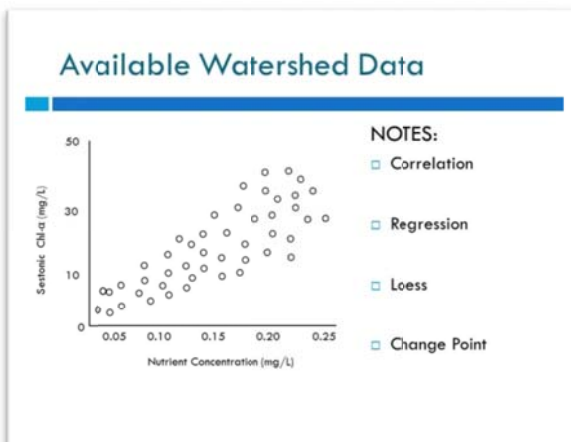 Available Watershed Data
50
30
10
0
Sestonic Chl-α (mg/L)
0.05 0.10 0.15 0.20 0.25
Nutrient Concentration (mg/L)
NOTES:
Correlation
Regression
Loess
Change Point